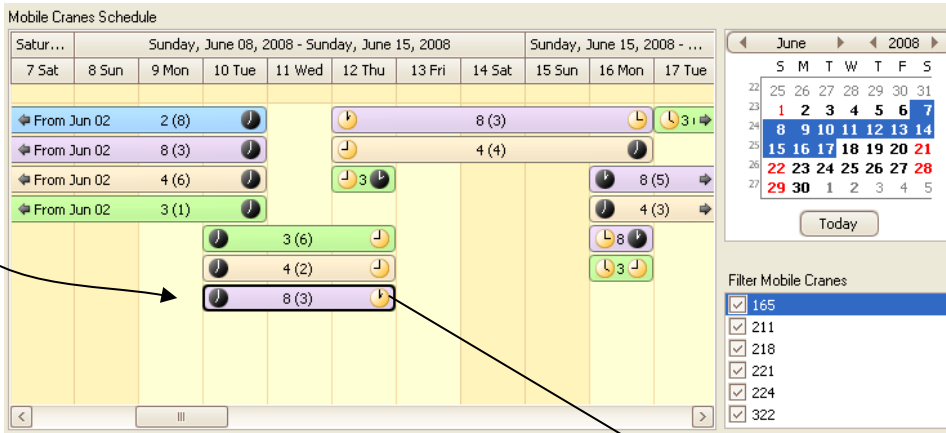 Mobile Cranes Schedule
Satur... Sunday, June 08, 2008 - Sunday, June 15, 2008 Sunday, June 15, 2008 - ...
7 Sat 8 Sun 9 Mon 10 Tue 11 Wed 12 Thu 13 Fri 14 Sat 15 Sun 16 Mon 17 Tue
From Jun 02 2 (8) 8 (3) 3
From Jun 02 8 (3) 4 (4)
From Jun 02 4 (6) 3 8 (5)
From Jun 02 3 (1) 4 (3)
3 (6) 8
4 (2) 3
8 (3)
June 2008
S M T W T F S
22 25 26 27 28 29 30 31
23 1 2 3 4 5 6 7
24 8 9 10 11 12 13 14
25 15 16 17 18 19 20 21
26 22 23 24 25 26 27 28
27 29 30 1 2 3 4 5
Today
Filter Mobile Cranes
165
211
218
221
224
322